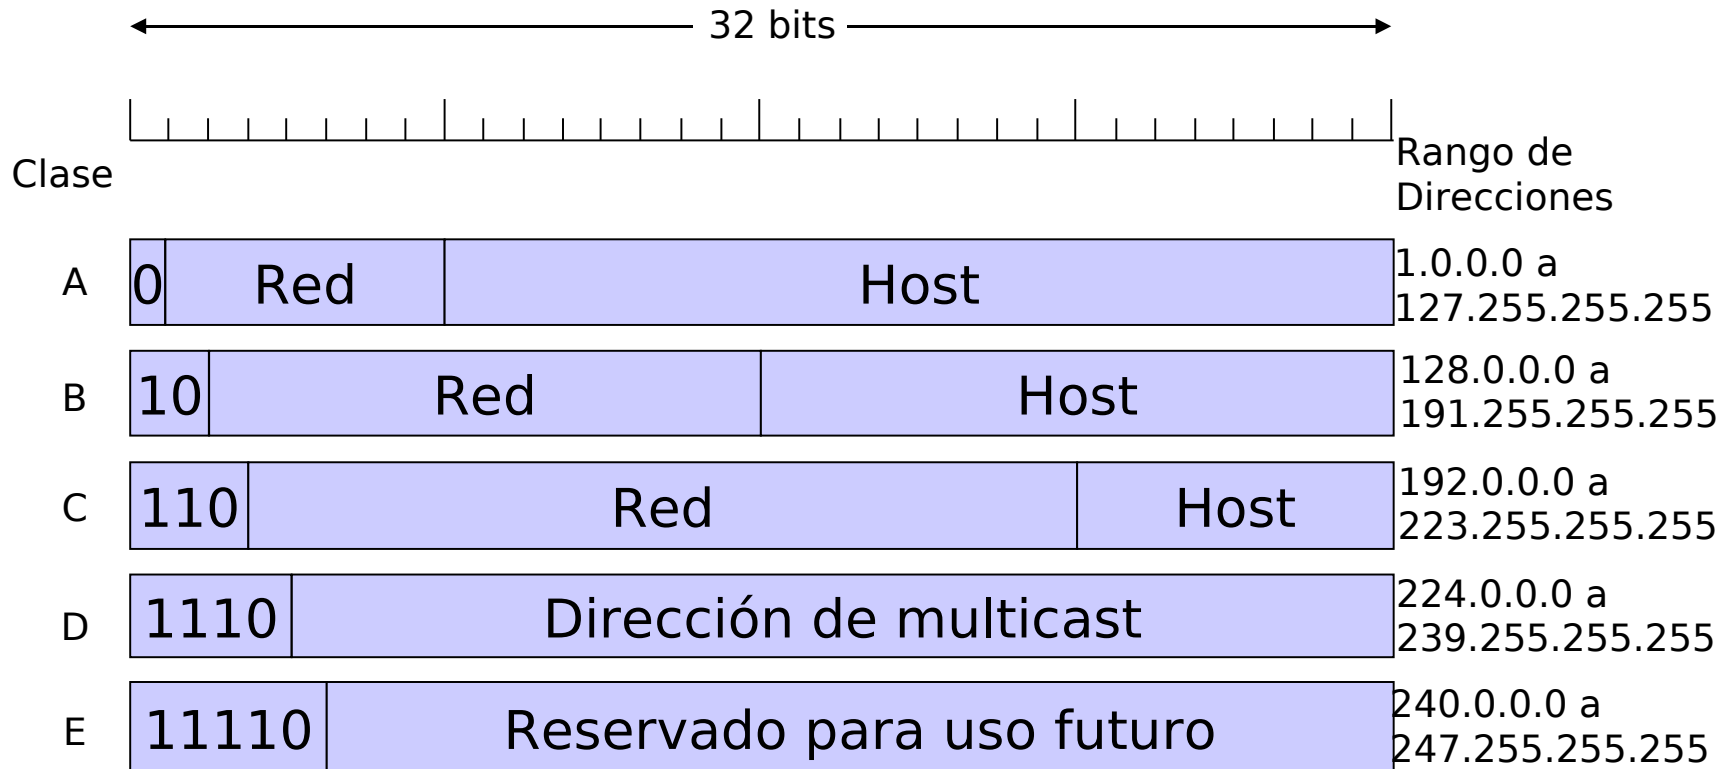 32 bits
Clase
Rango de
Direcciones
A
0
Red
Host
1.0.0.0 a
127.255.255.255
B
10
Red
Host
128.0.0.0 a
191.255.255.255
C
110
Red
Host
192.0.0.0 a
223.255.255.255
D
1110
Dirección de multicast
224.0.0.0 a
239.255.255.255
E
11110
Reservado para uso futuro
240.0.0.0 a
247.255.255.255